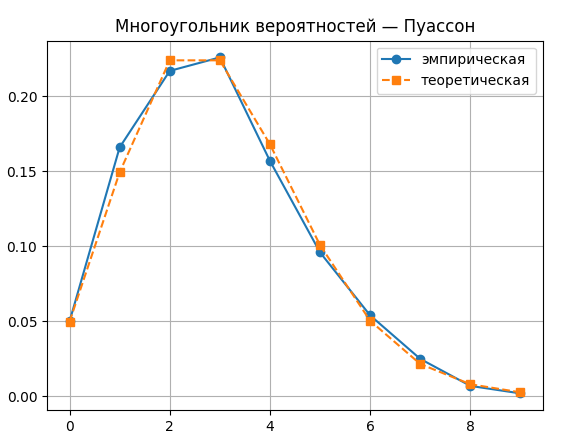 Многоугольник вероятностей — Пуассон
эмпирическая
теоретическая
0.20
0.15
0.10
0.05
0.00
0 2 4 6 8